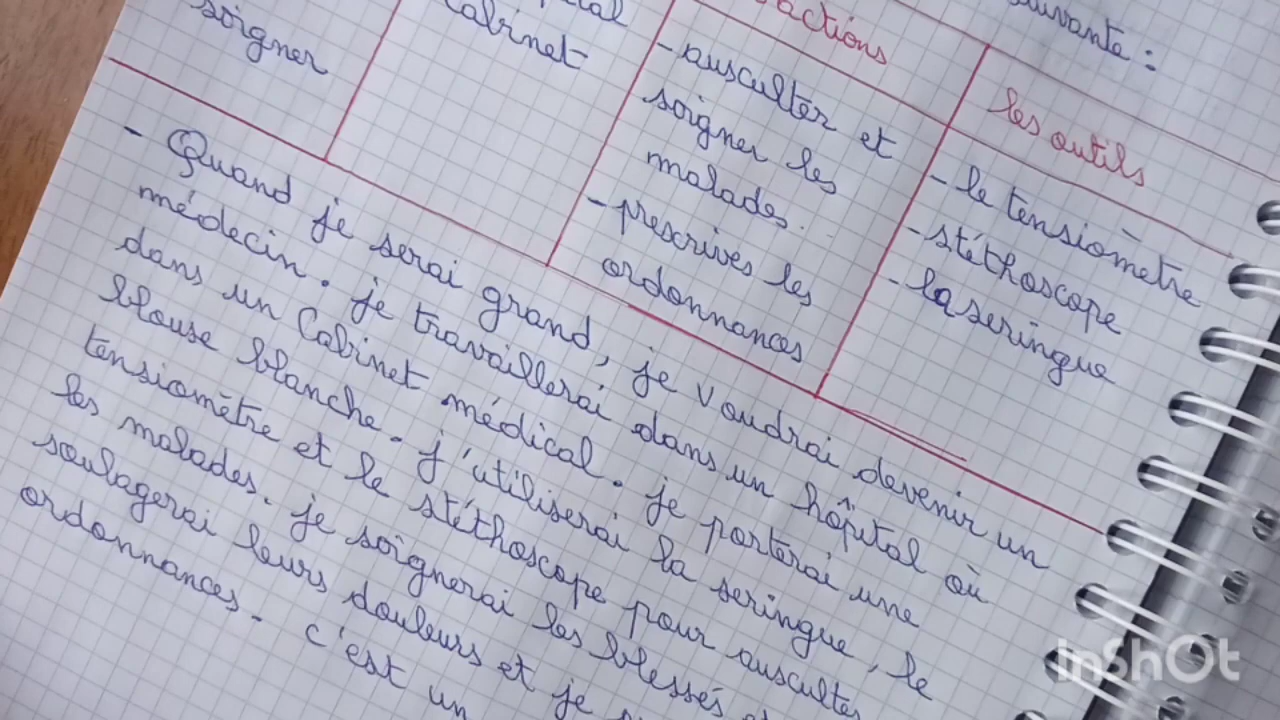 soigner
Cabinet
actions
- ausculter et
soigner les
malades.
- prescrives les
ordonnances
suivante :
les outils
- le tensiomètre
- stéthoscope
- la seringue
- Quand je serai grand, je voudrai devenir un
médecin. je travaillerai dans un hôpital où
dans un Cabinet médical. je porterai une
blouse blanche. j'utiliserai la seringue, le
tensiomètre et le stéthoscope pour ausculter
les malades. je soignerai les blessés
soulagerai leurs douleurs et je
ordonnances. c'est un
InShOt